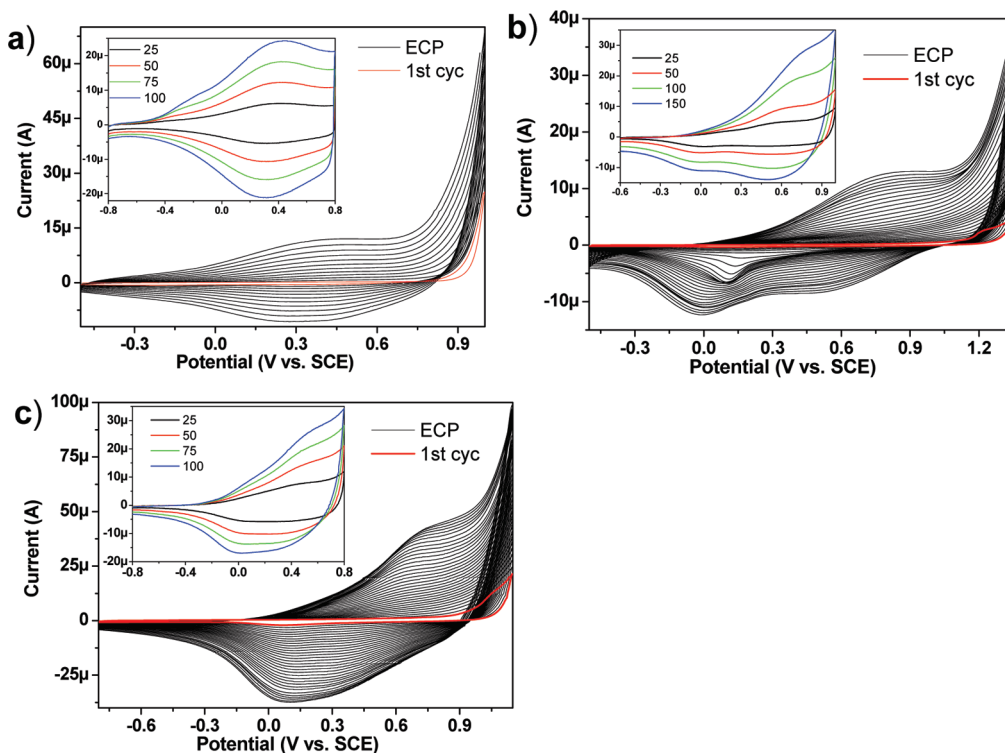 a)
60µ
45µ
30µ
15µ
0
Current (A)
-0.3
0.0
0.3
0.6
0.9
Potential (V vs. SCE)
ECP
1st cyc
20µ
10µ
0
-10µ
-20µ
-0.8
-0.4
0.0
0.4
0.8
25
50
75
100
b)
40µ
30µ
20µ
10µ
0
-10µ
Current (A)
-0.3
0.0
0.3
0.6
0.9
1.2
Potential (V vs. SCE)
ECP
1st cyc
30µ
20µ
10µ
0
-10µ
-0.6
-0.3
0.0
0.3
0.6
0.9
25
50
100
150
c)
100µ
75µ
50µ
25µ
0
-25µ
Current (A)
-0.6
-0.3
0.0
0.3
0.6
0.9
Potential (V vs. SCE)
ECP
1st cyc
30µ
20µ
10µ
0
-10µ
-20µ
-0.8
-0.4
0.0
0.4
0.8
25
50
75
100